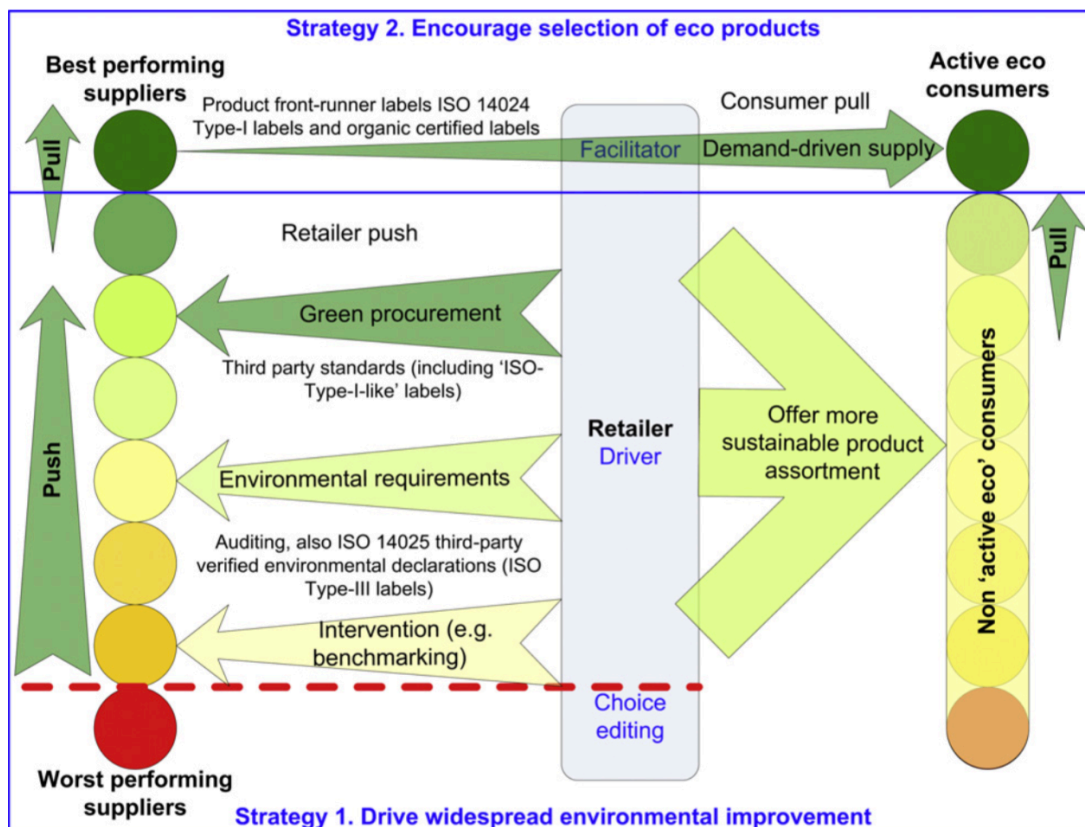 Strategy 2. Encourage selection of eco products
Best performing
suppliers
Active eco
consumers
Product front-runner labels ISO 14024
Type-I labels and organic certified labels
Consumer pull
Pull
Facilitator
Demand-driven supply
Retailer push
Pull
Green procurement
Third party standards (including ‘ISO-
Type-I-like’ labels)
Push
Retailer
Driver
Offer more
sustainable product
assortment
Non ‘active eco’ consumers
Environmental requirements
Auditing, also ISO 14025 third-party
verified environmental declarations (ISO
Type-III labels)
Intervention (e.g.
benchmarking)
Choice
editing
Worst performing
suppliers
Strategy 1. Drive widespread environmental improvement